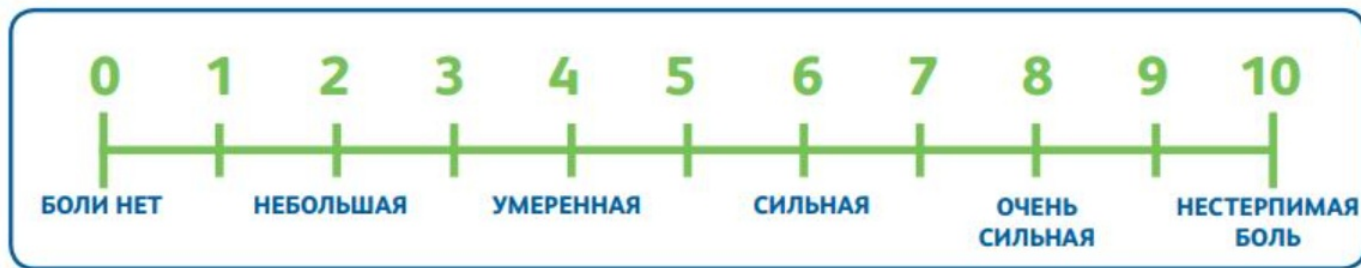 0 1 2 3 4 5 6 7 8 9 10
БОЛИ НЕТ НЕБОЛЬШАЯ УМЕРЕННАЯ СИЛЬНАЯ ОЧЕНЬ СИЛЬНАЯ НЕСТЕРПИМАЯ БОЛЬ